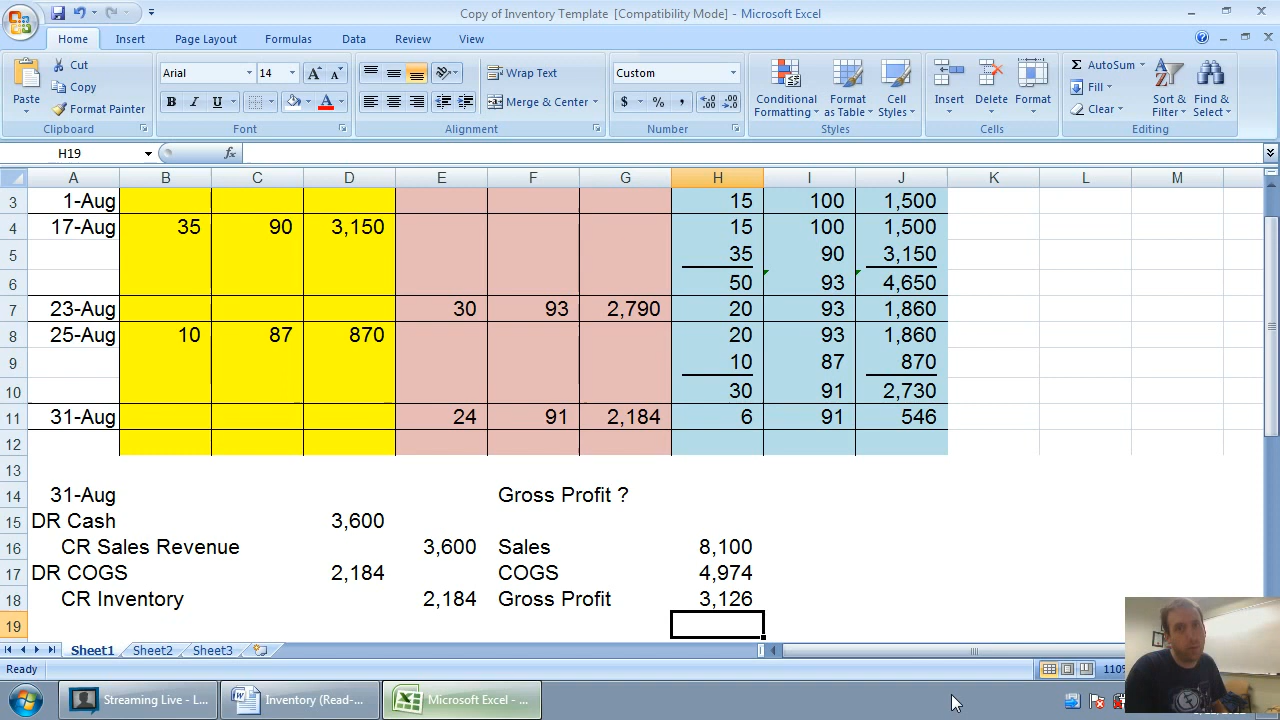 Copy of Inventory Template [Compatibility Mode] - Microsoft Excel
Home Insert Page Layout Formulas Data Review View
Paste Cut Copy Format Painter
Arial 14
B I U A
Wrap Text
Merge & Center
Custom
$ % ,
Conditional Formatting Format as Table Cell Styles
Insert Delete Format
Σ AutoSum
Fill
Clear
Sort & Filter Find & Select
Clipboard Font Alignment Number Styles Cells Editing
H19 fx
A B C D E F G H I J K L M
3 1-Aug 15 100 1,500
4 17-Aug 35 90 3,150 15 100 1,500
5 35 90 3,150
6 50 93 4,650
7 23-Aug 30 93 2,790 20 93 1,860
8 25-Aug 10 87 870 20 93 1,860
9 10 87 870
10 30 91 2,730
11 31-Aug 24 91 2,184 6 91 546
12
13
14 31-Aug Gross Profit ?
15 DR Cash 3,600
16 CR Sales Revenue 3,600 Sales 8,100
17 DR COGS 2,184 COGS 4,974
18 CR Inventory 2,184 Gross Profit 3,126
19
Sheet1 Sheet2 Sheet3
Ready
Streaming Live - L... Inventory (Read-... Microsoft Excel - ...